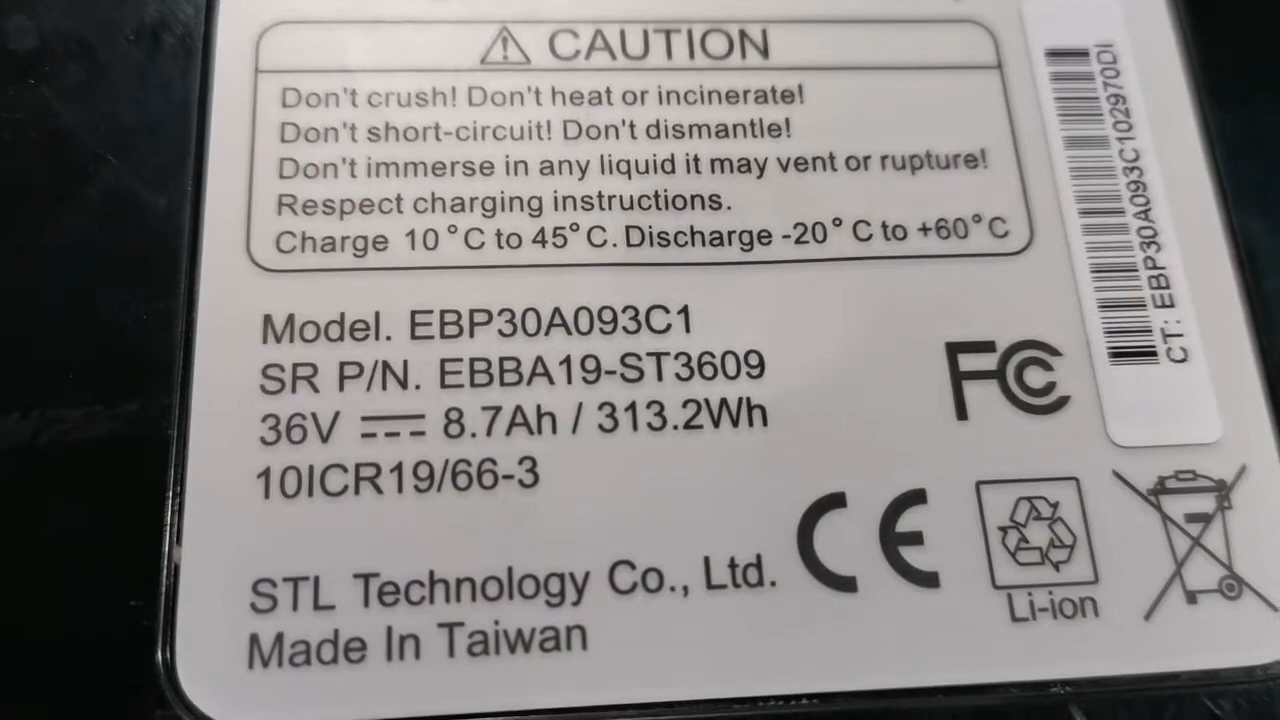 CAUTION
Don't crush! Don't heat or incinerate!
Don't short-circuit! Don't dismantle!
Don't immerse in any liquid it may vent or rupture!
Respect charging instructions.
Charge 10°C to 45°C. Discharge -20°C to +60°C
Model. EBP30A093C1
SR P/N. EBBA19-ST3609
36V ⎓ 8.7Ah / 313.2Wh
10ICR19/66-3
STL Technology Co., Ltd.
Made In Taiwan
FC
CE
Li-ion
CT: EBP30A093C102970DI